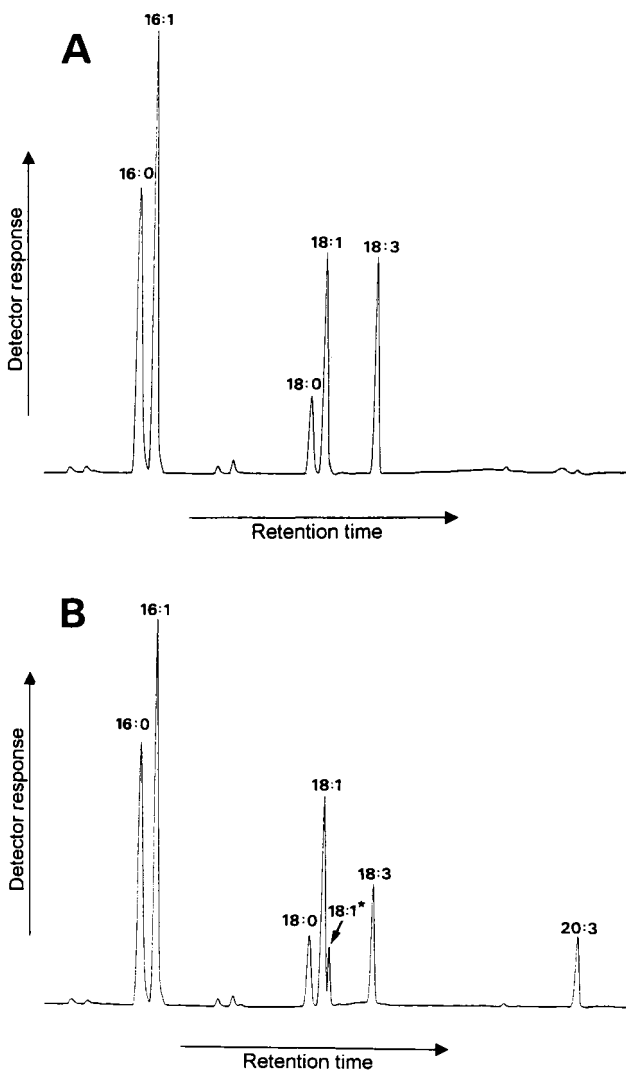 A
16:1
16:0
18:1
18:3
18:0
Detector response
Retention time
B
16:1
16:0
18:1
18:3
18:0
18:1*
20:3
Detector response
Retention time